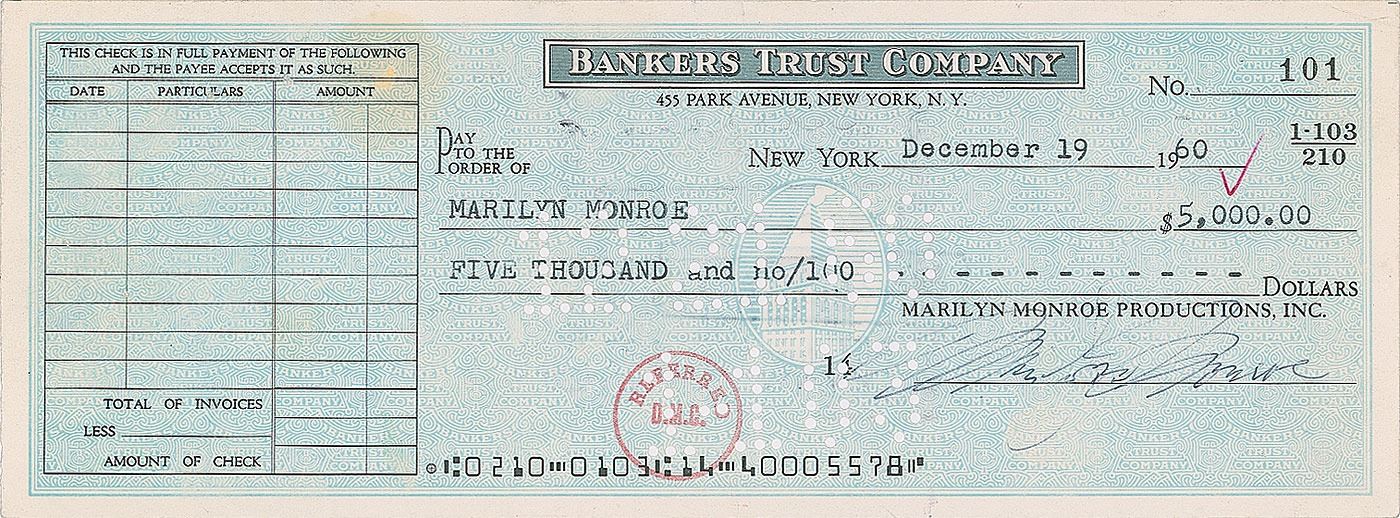 THIS CHECK IS IN FULL PAYMENT OF THE FOLLOWING
AND THE PAYEE ACCEPTS IT AS SUCH.
DATE PARTICULARS AMOUNT
TOTAL OF INVOICES
LESS
AMOUNT OF CHECK
BANKERS TRUST COMPANY
455 PARK AVENUE, NEW YORK, N. Y.
No. 101
1-103
210
PAY
TO THE
ORDER OF
NEW YORK December 19 1960
MARILYN MONROE $5,000.00
FIVE THOUSAND and no/100 - - - - - - - - - - DOLLARS
MARILYN MONROE PRODUCTIONS, INC.
Marilyn Monroe
REFERRED
O.K.O.
0210 0103 14 40005578